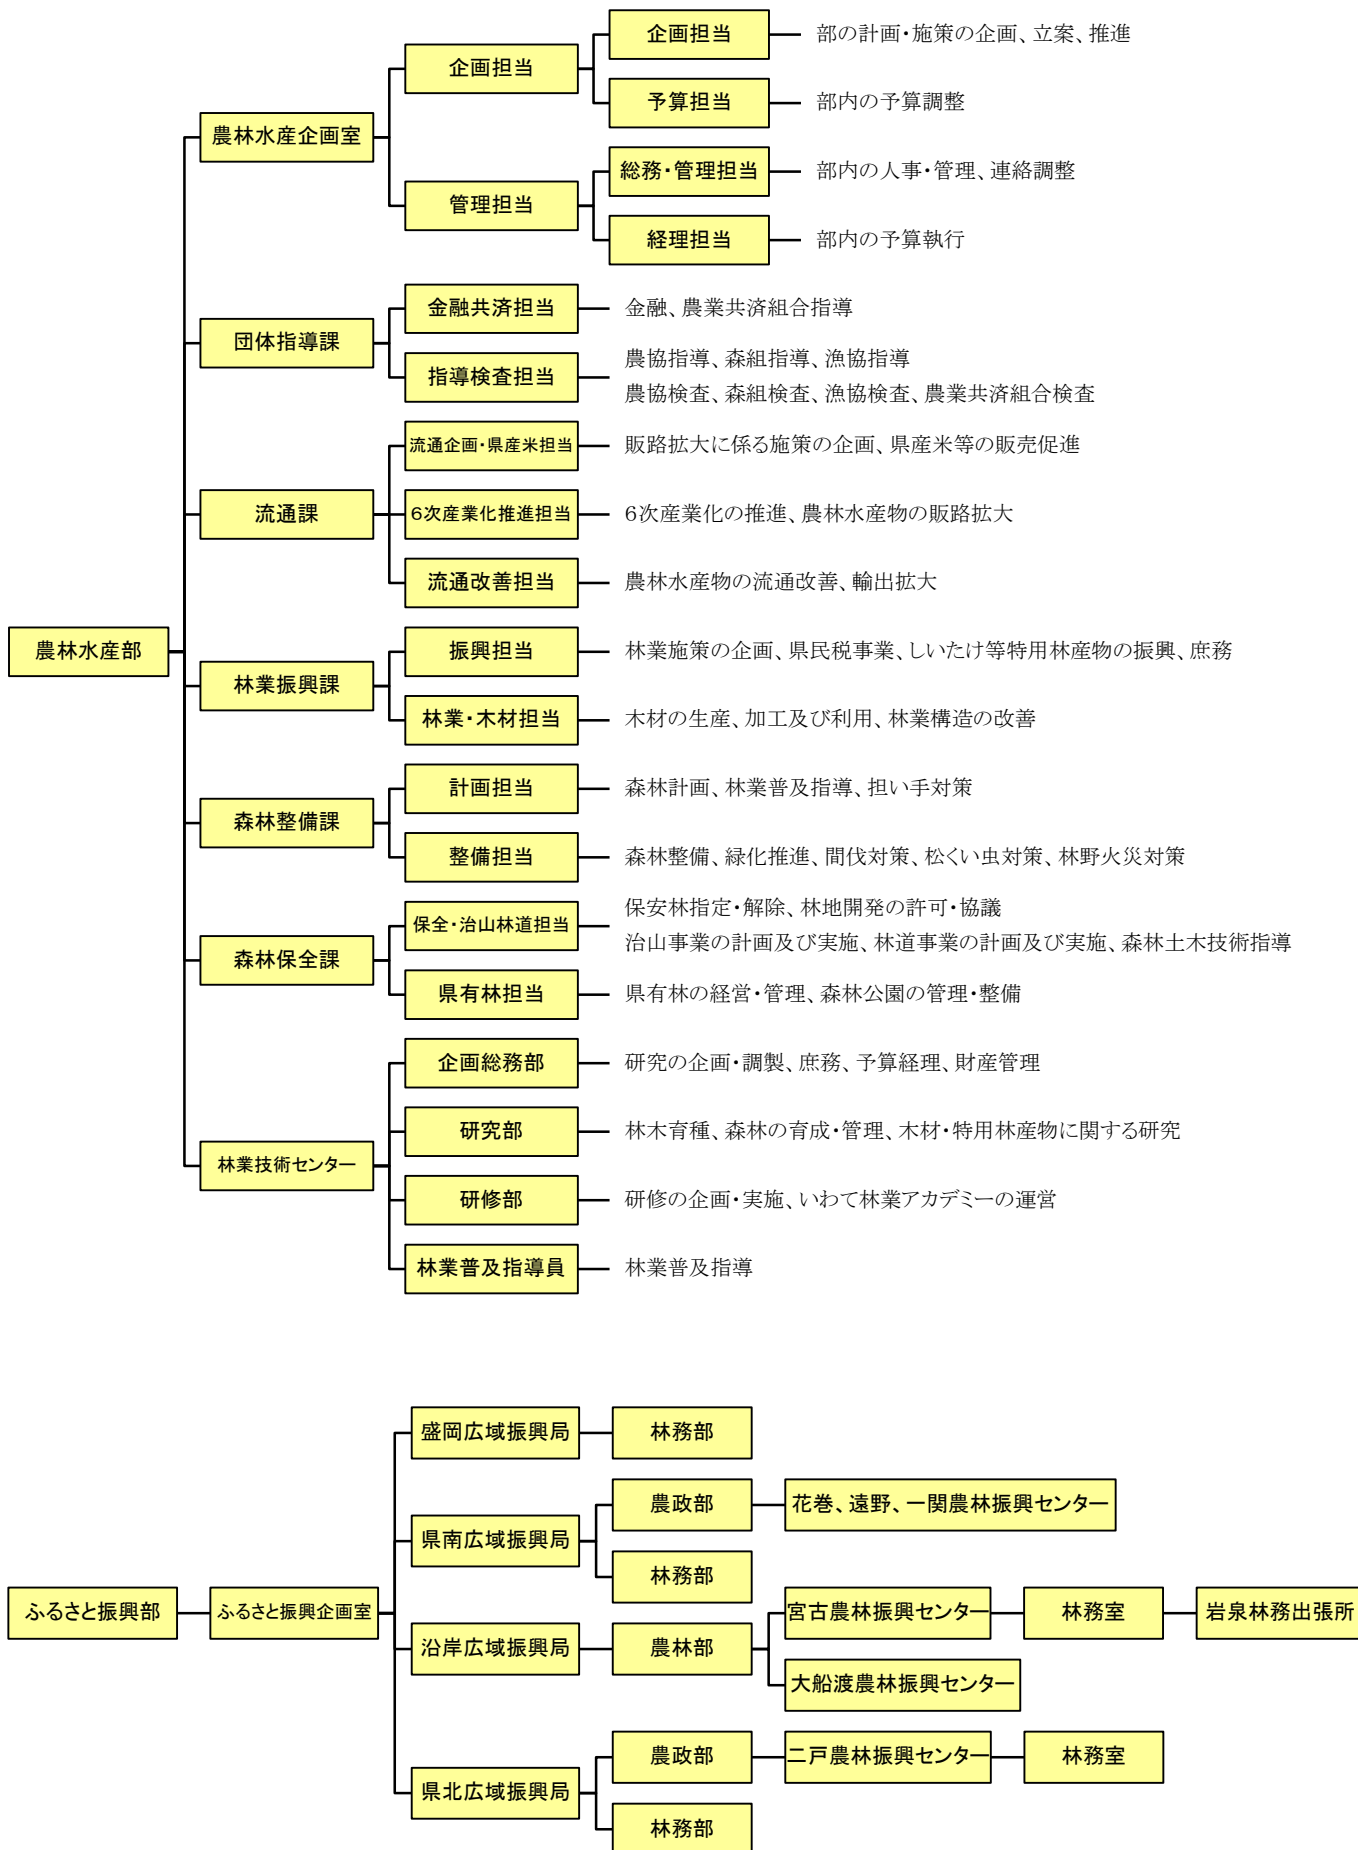 企画担当
部の計画・施策の企画、立案、推進
企画担当
予算担当
部内の予算調整
農林水産企画室
総務・管理担当
部内の人事・管理、連絡調整
管理担当
経理担当
部内の予算執行
金融共済担当
金融、農業共済組合指導
団体指導課
指導検査担当
農協指導、森組指導、漁協指導
農協検査、森組検査、漁協検査、農業共済組合検査
流通企画・県産米担当
販路拡大に係る施策の企画、県産米等の販売促進
流通課
6次産業化推進担当
6次産業化の推進、農林水産物の販路拡大
流通改善担当
農林水産物の流通改善、輸出拡大
農林水産部
振興担当
林業施策の企画、県民税事業、しいたけ等特用林産物の振興、庶務
林業振興課
林業・木材担当
木材の生産、加工及び利用、林業構造の改善
計画担当
森林計画、林業普及指導、担い手対策
森林整備課
整備担当
森林整備、緑化推進、間伐対策、松くい虫対策、林野火災対策
保全・治山林道担当
保安林指定・解除、林地開発の許可・協議
治山事業の計画及び実施、林道事業の計画及び実施、森林土木技術指導
森林保全課
県有林担当
県有林の経営・管理、森林公園の管理・整備
企画総務部
研究の企画・調製、庶務、予算経理、財産管理
研究部
林木育種、森林の育成・管理、木材・特用林産物に関する研究
林業技術センター
研修部
研修の企画・実施、いわて林業アカデミーの運営
林業普及指導員
林業普及指導
盛岡広域振興局
林務部
農政部
花巻、遠野、一関農林振興センター
県南広域振興局
林務部
ふるさと振興部
ふるさと振興企画室
宮古農林振興センター
林務室
岩泉林務出張所
沿岸広域振興局
農林部
大船渡農林振興センター
農政部
二戸農林振興センター
林務室
県北広域振興局
林務部